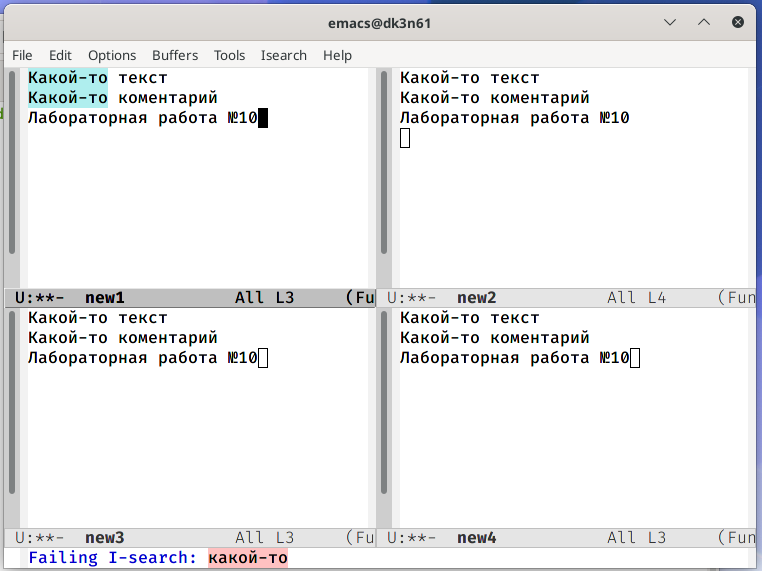 emacs@dk3n61
File Edit Options Buffers Tools Isearch Help
Какой-то текст
Какой-то коментарий
Лабораторная работа №10
U:**- new1 All L3 (Fu
Какой-то текст
Какой-то коментарий
Лабораторная работа №10
U:**- new2 All L4 (Fun
Какой-то текст
Какой-то коментарий
Лабораторная работа №10
U:**- new3 All L3 (Fu
Какой-то текст
Какой-то коментарий
Лабораторная работа №10
U:**- new4 All L3 (Fun
Failing I-search: какой-то